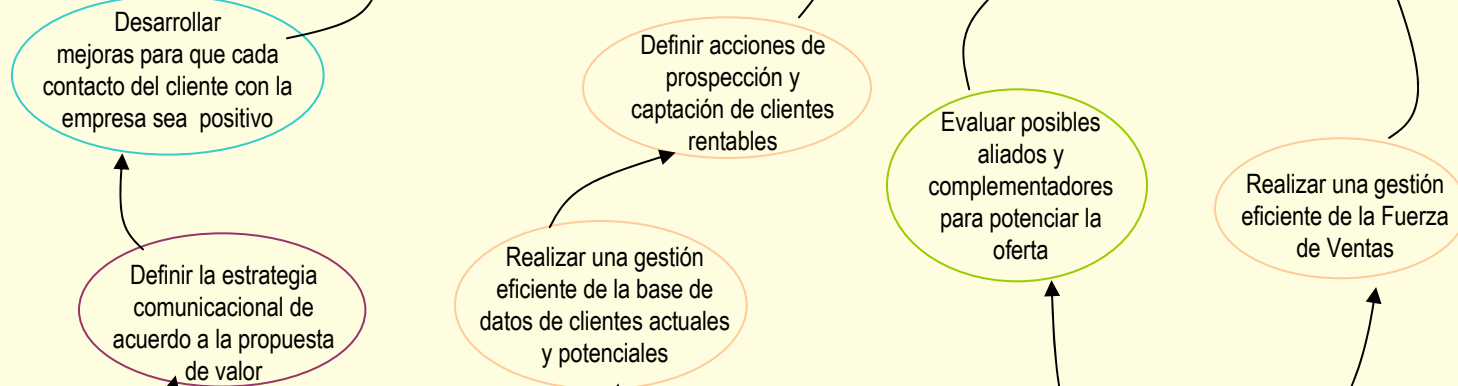 Desarrollar
mejoras para que cada
contacto del cliente con la
empresa sea positivo
Definir acciones de
prospección y
captación de clientes
rentables
Evaluar posibles
aliados y
complementadores
para potenciar la
oferta
Realizar una gestión
eficiente de la Fuerza
de Ventas
Definir la estrategia
comunicacional de
acuerdo a la propuesta
de valor
Realizar una gestión
eficiente de la base de
datos de clientes actuales
y potenciales